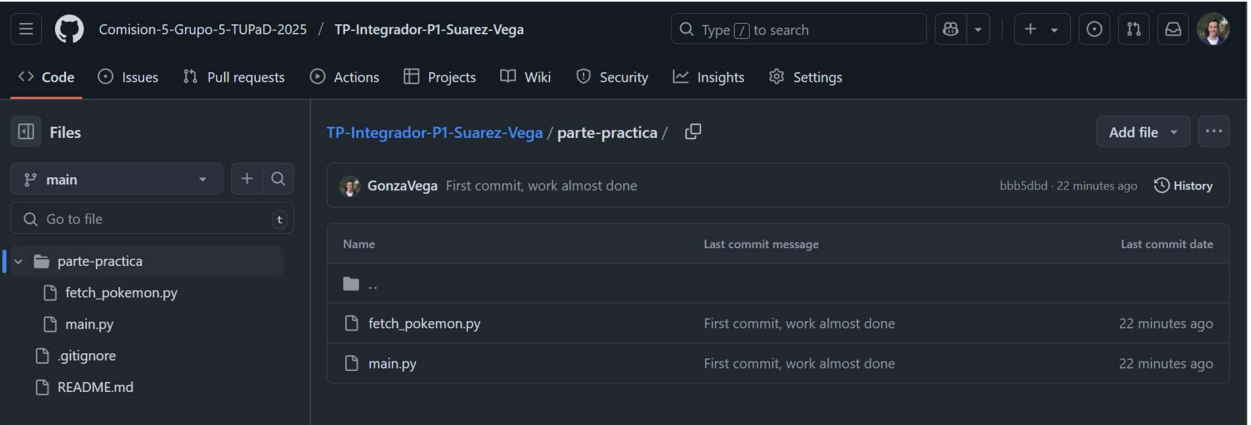 Comision-5-Grupo-5-TUPaD-2025 / TP-Integrador-P1-Suarez-Vega
Type / to search
Code Issues Pull requests Actions Projects Wiki Security Insights Settings
Files
main
Go to file t
parte-practica
fetch_pokemon.py
main.py
.gitignore
README.md
TP-Integrador-P1-Suarez-Vega / parte-practica /
Add file
GonzaVega First commit, work almost done bbb5dbd · 22 minutes ago History
Name Last commit message Last commit date
..
fetch_pokemon.py First commit, work almost done 22 minutes ago
main.py First commit, work almost done 22 minutes ago